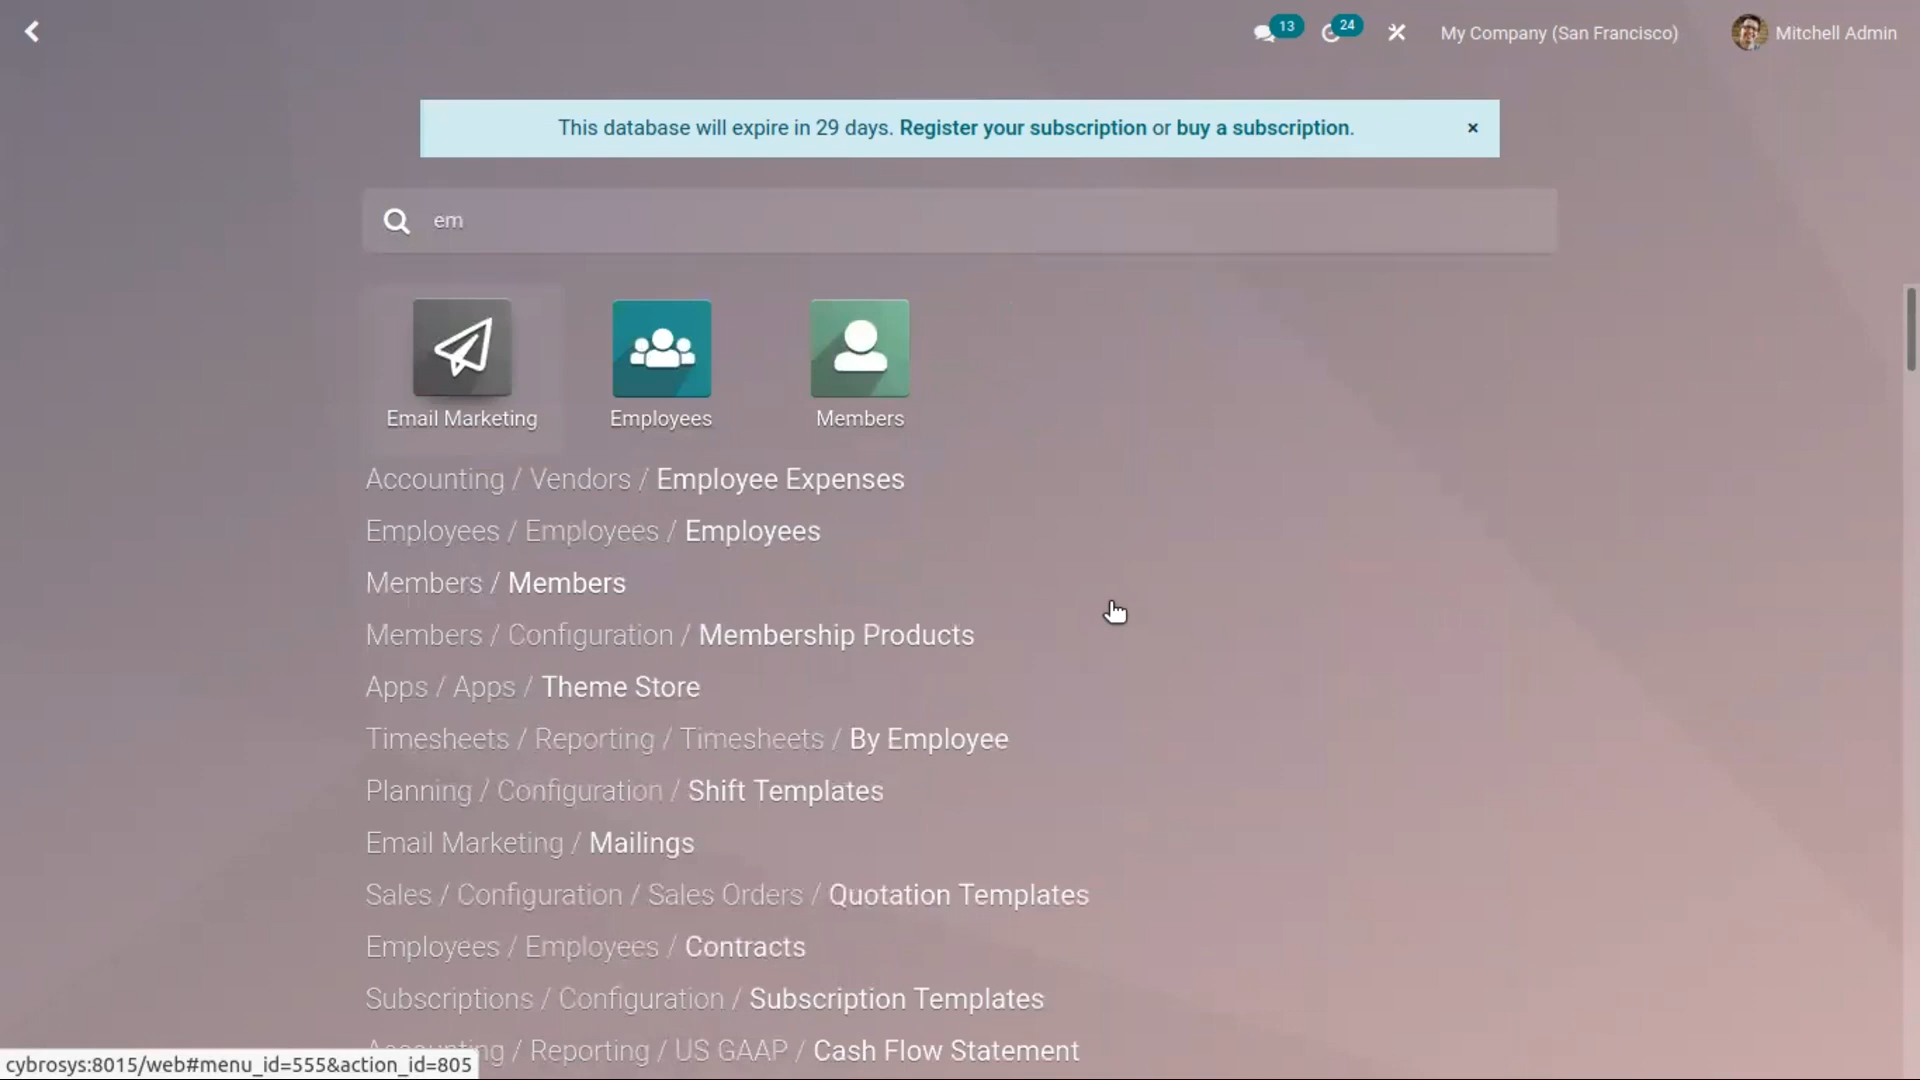 13 24 My Company (San Francisco) Mitchell Admin
This database will expire in 29 days. Register your subscription or buy a subscription. ×
em
Email Marketing Employees Members
Accounting / Vendors / Employee Expenses
Employees / Employees / Employees
Members / Members
Members / Configuration / Membership Products
Apps / Apps / Theme Store
Timesheets / Reporting / Timesheets / By Employee
Planning / Configuration / Shift Templates
Email Marketing / Mailings
Sales / Configuration / Sales Orders / Quotation Templates
Employees / Employees / Contracts
Subscriptions / Configuration / Subscription Templates
/ Reporting / US GAAP / Cash Flow Statement
cybrosys:8015/web#menu_id=555&action_id=805